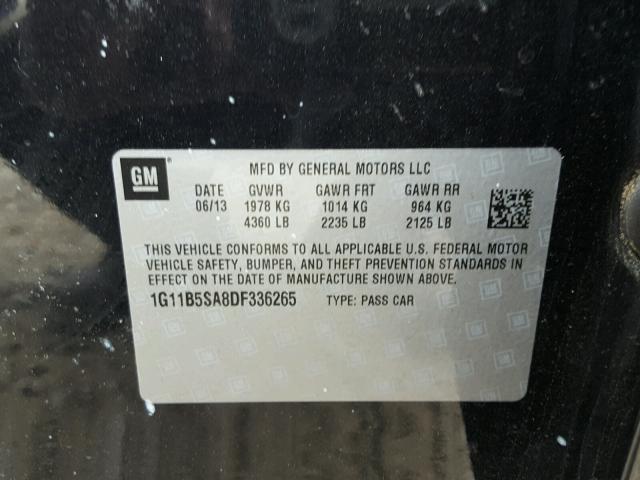 GM
MFD BY GENERAL MOTORS LLC
DATE GVWR GAWR FRT GAWR RR
06/13 1978 KG 1014 KG 964 KG
4360 LB 2235 LB 2125 LB
THIS VEHICLE CONFORMS TO ALL APPLICABLE U.S. FEDERAL MOTOR
VEHICLE SAFETY, BUMPER, AND THEFT PREVENTION STANDARDS IN
EFFECT ON THE DATE OF MANUFACTURE SHOWN ABOVE.
1G11B5SA8DF336265 TYPE: PASS CAR